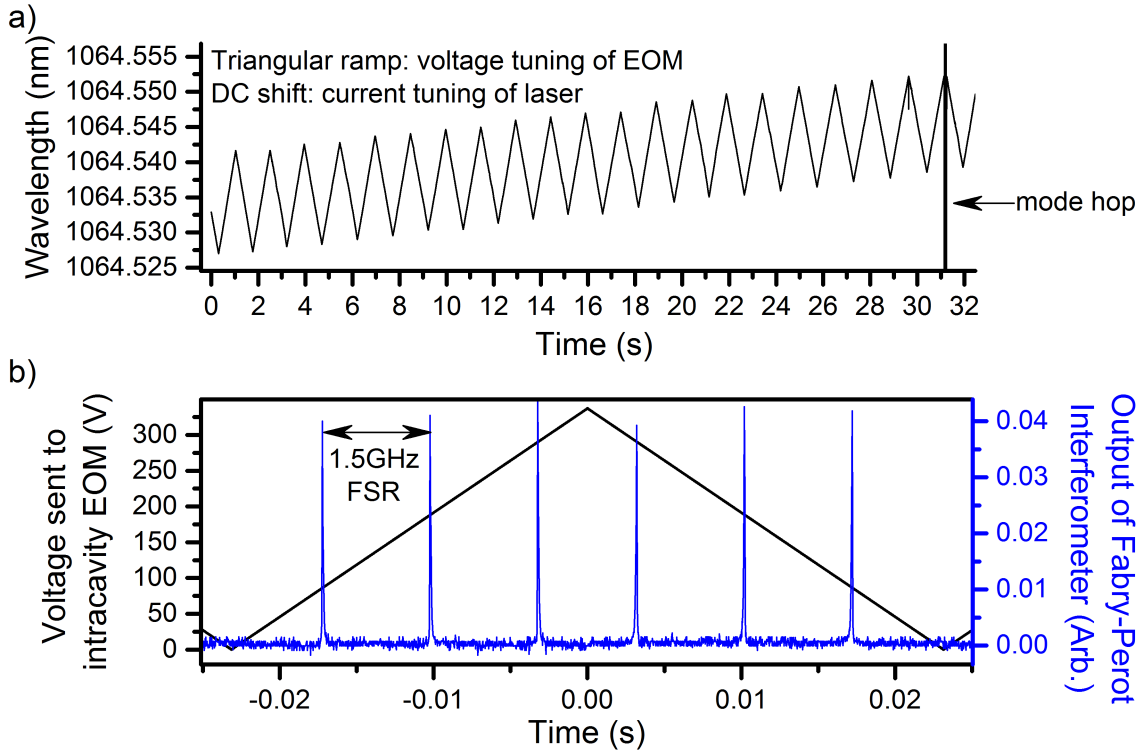 a)
Wavelength (nm)
1064.555
1064.550
1064.545
1064.540
1064.535
1064.530
1064.525
Triangular ramp: voltage tuning of EOM
DC shift: current tuning of laser
mode hop
0 2 4 6 8 10 12 14 16 18 20 22 24 26 28 30 32
Time (s)
b)
Voltage sent to
intracavity EOM (V)
300
250
200
150
100
50
0
1.5GHz
FSR
0.04
0.03
0.02
0.01
0.00
Output of Fabry-Perot
Interferometer (Arb.)
-0.02 -0.01 0.00 0.01 0.02
Time (s)